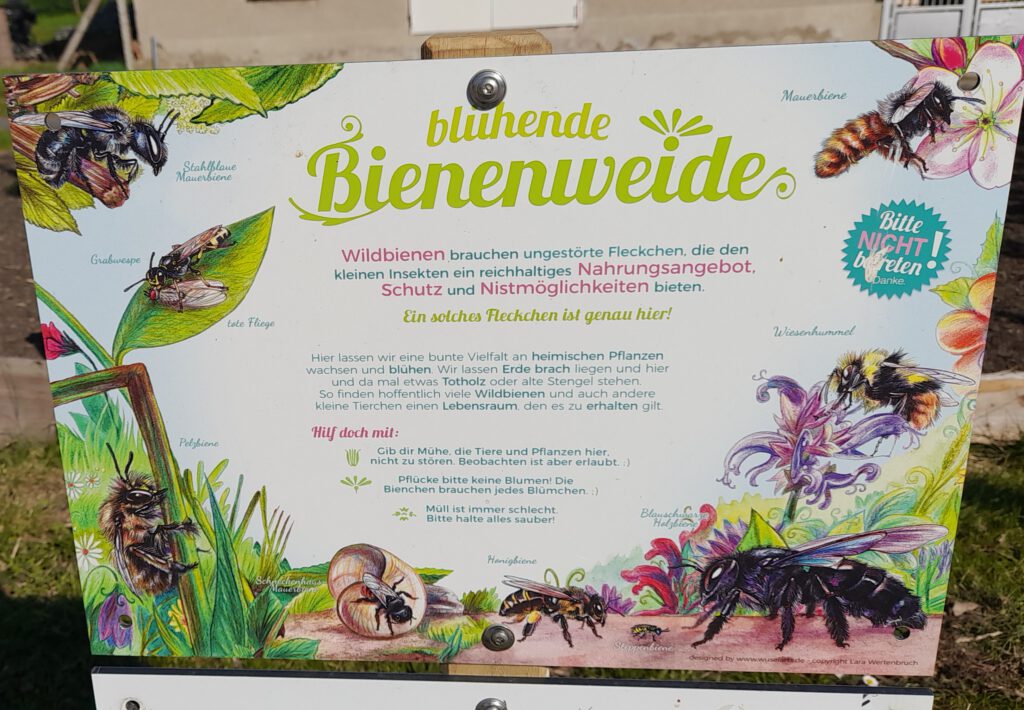 blühende
Bienenweide
Mauerbiene
Stahlblaue
Mauerbiene
Bitte
NICHT
betreten!
Danke.
Grabwespe
tote Fliege
Wildbienen brauchen ungestörte Fleckchen, die den
kleinen Insekten ein reichhaltiges Nahrungsangebot,
Schutz und Nistmöglichkeiten bieten.
Ein solches Fleckchen ist genau hier!
Wiesenhummel
Hier lassen wir eine bunte Vielfalt an heimischen Pflanzen
wachsen und blühen. Wir lassen Erde brach liegen und hier
und da mal etwas Totholz oder alte Stengel stehen.
So finden hoffentlich viele Wildbienen und auch andere
kleine Tierchen einen Lebensraum, den es zu erhalten gilt.
Hilf doch mit:
Pelzbiene
Gib dir Mühe, die Tiere und Pflanzen hier,
nicht zu stören. Beobachten ist aber erlaubt. :)
Pflücke bitte keine Blumen! Die
Bienchen brauchen jedes Blümchen. ;)
Müll ist immer schlecht.
Bitte halte alles sauber!
Blauschwarze
Holzbiene
Honigbiene
Schneckenhaus
Mauerbiene
Steppenbiene
designed by www.wuselarts.de - copyright Lara Wertenbruch